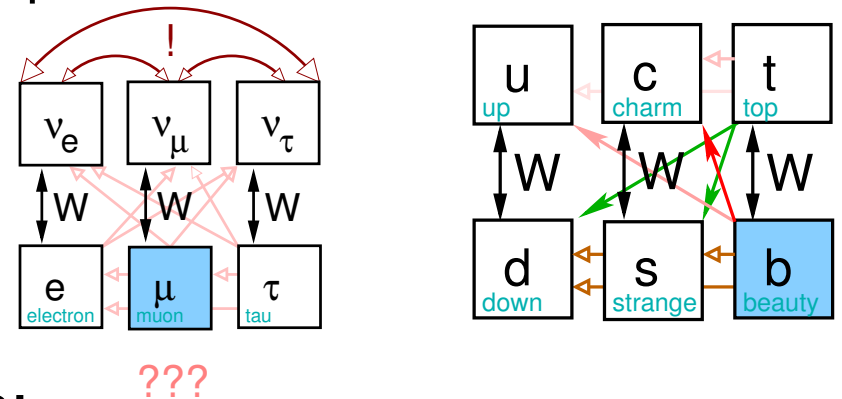 !
νe νμ ντ
W W W
e μ τ
electron muon tau
???
u c t
up charm top
W W W
d s b
down strange beauty